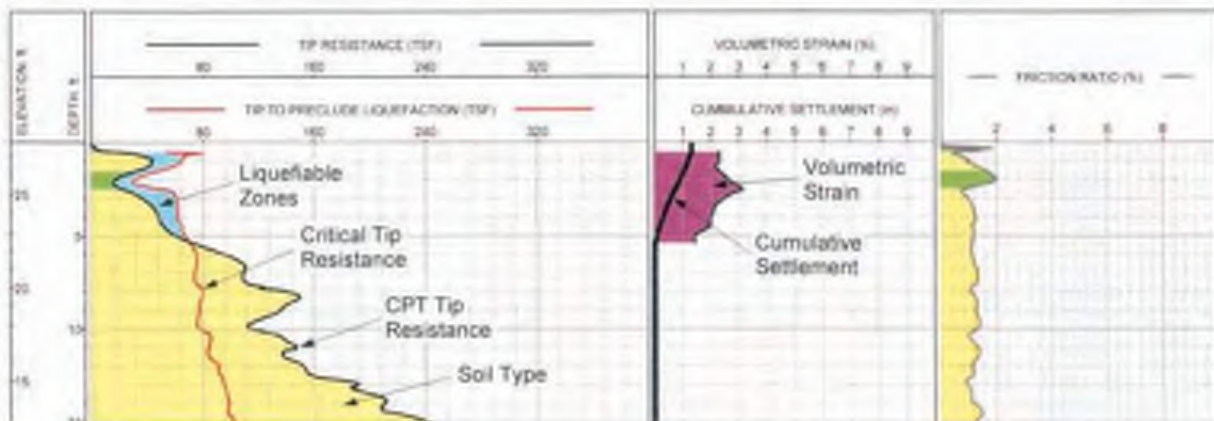 TIP RESISTANCE (TSF)
80 160 240 320
TIP TO PRECLUDE LIQUEFACTION (TSF)
80 160 240 320
VOLUMETRIC STRAIN (%)
1 2 3 4 5 6 7 8 9
CUMMULATIVE SETTLEMENT (in)
1 2 3 4 5 6 7 8 9
FRICTION RATIO (%)
2 4 6 8
ELEVATION, ft
DEPTH, ft
Liquefiable
Zones
Critical Tip
Resistance
CPT Tip
Resistance
Soil Type
Volumetric
Strain
Cumulative
Settlement
25
5
20
10
15